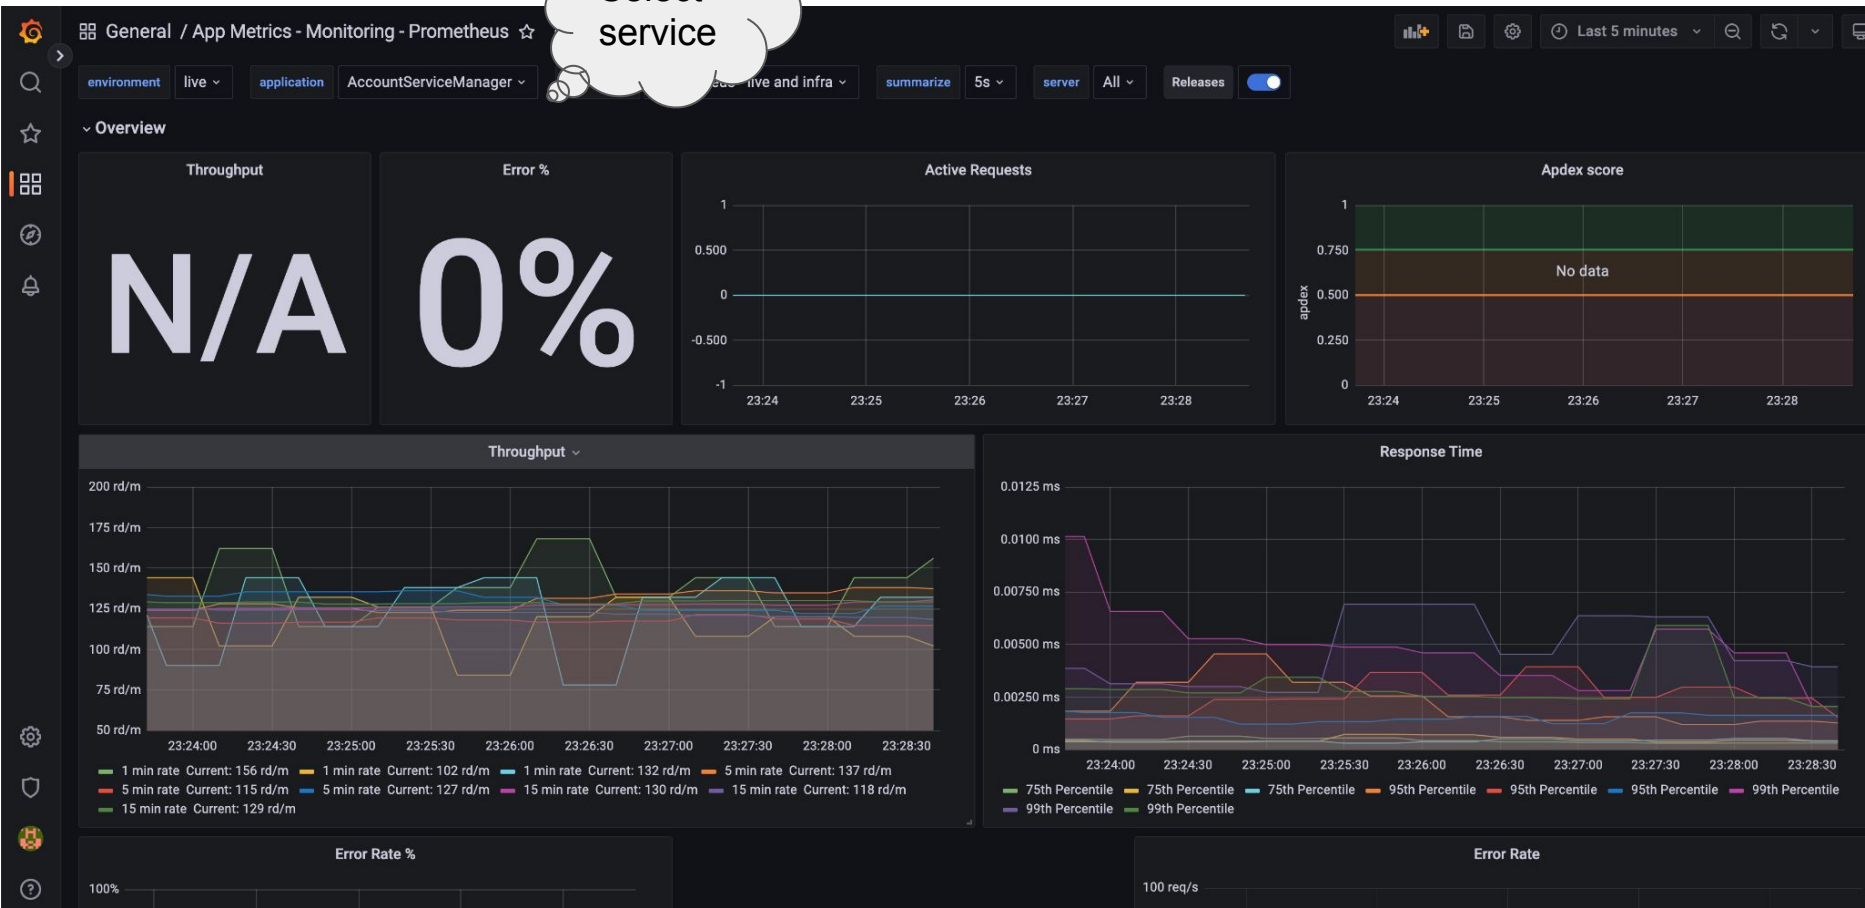 Select
service
General / App Metrics - Monitoring - Prometheus
Last 5 minutes
environment live application AccountServiceManager live and infra summarize 5s server All Releases
Overview
Throughput
N/A
Error %
0%
Active Requests
1
0.500
0
-0.500
-1
23:24 23:25 23:26 23:27 23:28
Apdex score
1
0.750
0.500
0.250
0
apdex
No data
23:24 23:25 23:26 23:27 23:28
Throughput
200 rd/m
175 rd/m
150 rd/m
125 rd/m
100 rd/m
75 rd/m
50 rd/m
23:24:00 23:24:30 23:25:00 23:25:30 23:26:00 23:26:30 23:27:00 23:27:30 23:28:00 23:28:30
1 min rate Current: 156 rd/m 1 min rate Current: 102 rd/m 1 min rate Current: 132 rd/m 5 min rate Current: 137 rd/m
5 min rate Current: 115 rd/m 5 min rate Current: 127 rd/m 15 min rate Current: 130 rd/m 15 min rate Current: 118 rd/m
15 min rate Current: 129 rd/m
Response Time
0.0125 ms
0.0100 ms
0.00750 ms
0.00500 ms
0.00250 ms
0 ms
23:24:00 23:24:30 23:25:00 23:25:30 23:26:00 23:26:30 23:27:00 23:27:30 23:28:00 23:28:30
75th Percentile 75th Percentile 75th Percentile 95th Percentile 95th Percentile 95th Percentile 99th Percentile
99th Percentile 99th Percentile
Error Rate %
100%
Error Rate
100 req/s